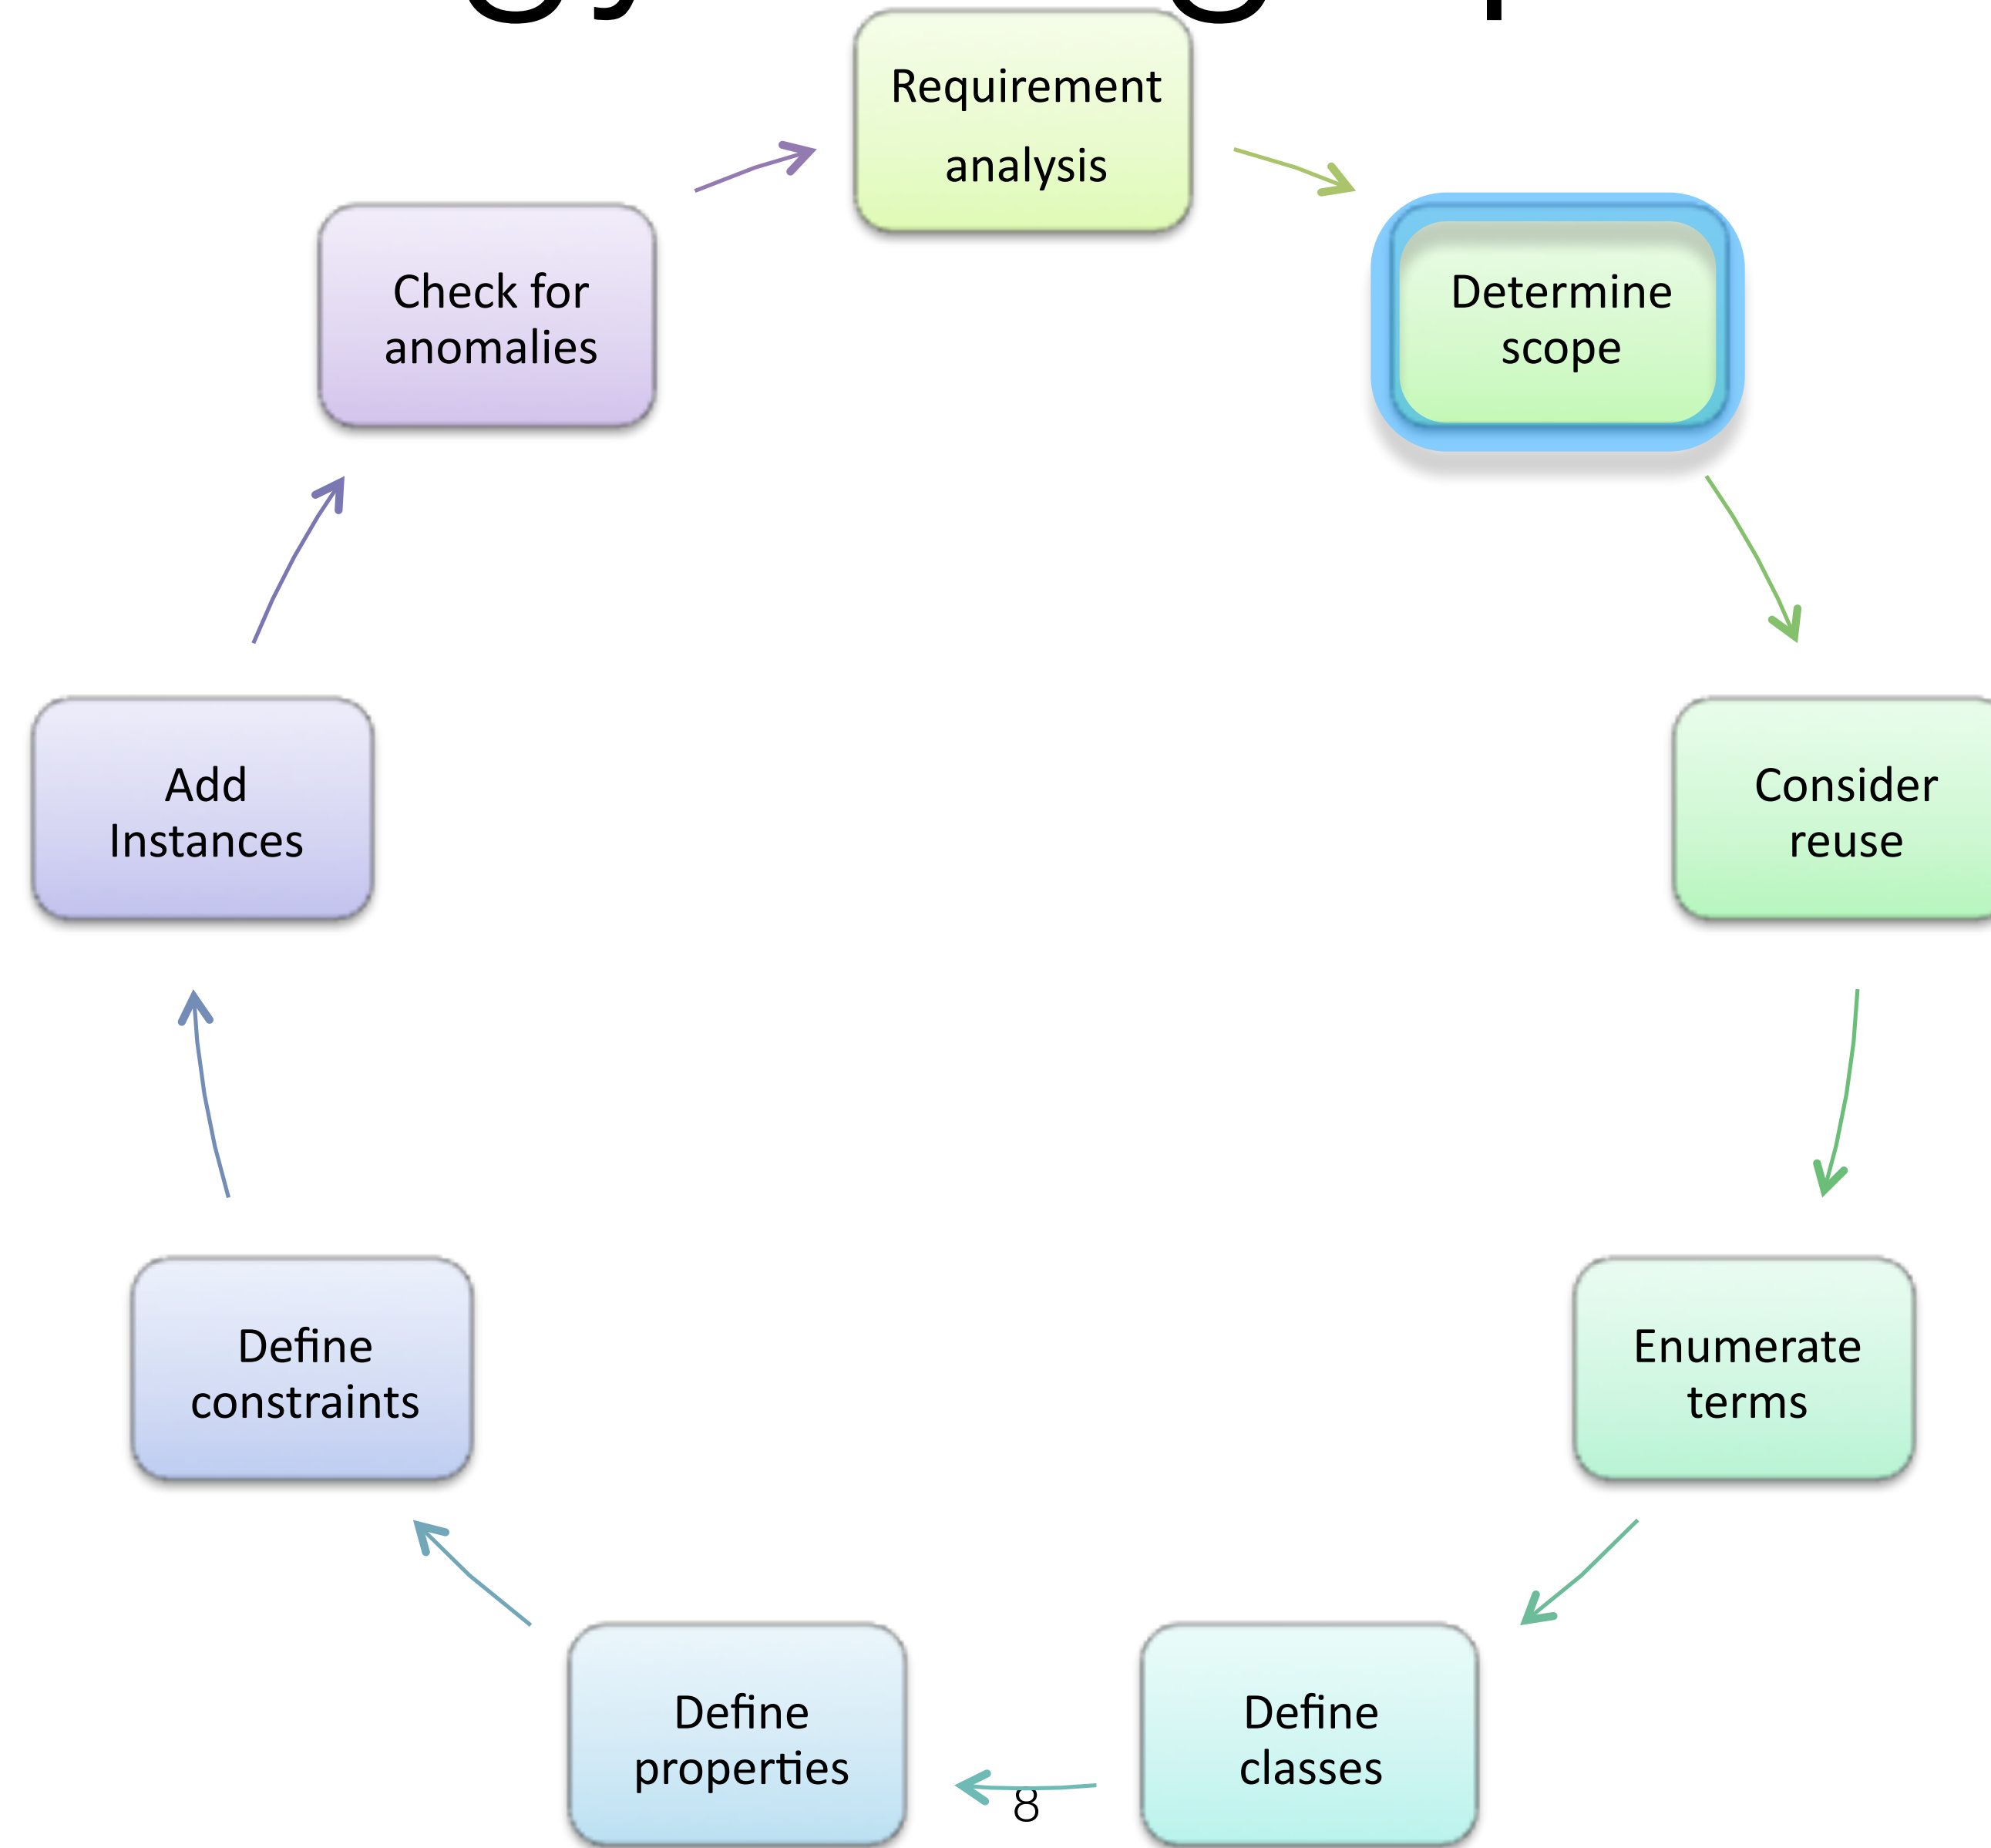 Requirement
analysis
Determine
scope
Consider
reuse
Enumerate
terms
Define
classes
Define
properties
Define
constraints
Add
Instances
Check for
anomalies
8